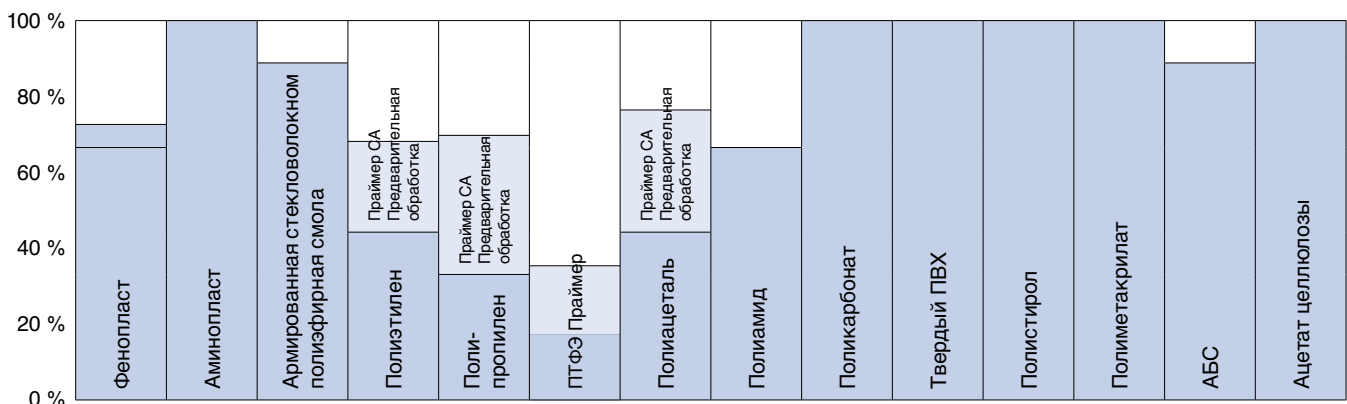 100 %
80 %
60 %
40 %
20 %
0 %
Фенопласт
Аминопласт
Армированная стекловолокном
полиэфирная смола
Праймер СА
Предварительная
обработка
Полиэтилен
Праймер СА
Предварительная
обработка
Поли-
пропилен
ПТФЭ Праймер
Праймер СА
Предварительная
обработка
Полиацеталь
Полиамид
Поликарбонат
Твердый ПВХ
Полистирол
Полиметакрилат
АБС
Ацетат целлюлозы